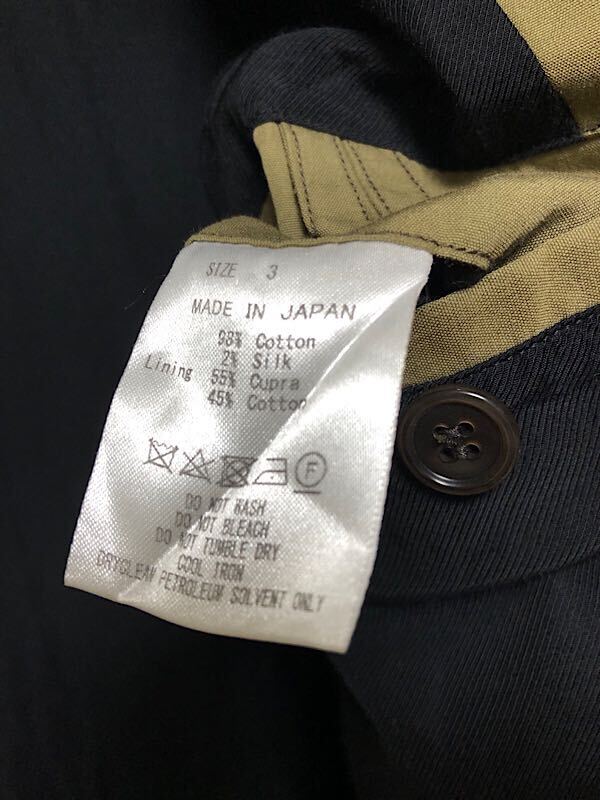 SIZE 3
MADE IN JAPAN
98% Cotton
2% Silk
Lining 55% Cupra
45% Cotton
F
DO NOT WASH
DO NOT BLEACH
DO NOT TUMBLE DRY
COOL IRON
DRYCLEAN PETROLEUM SOLVENT ONLY